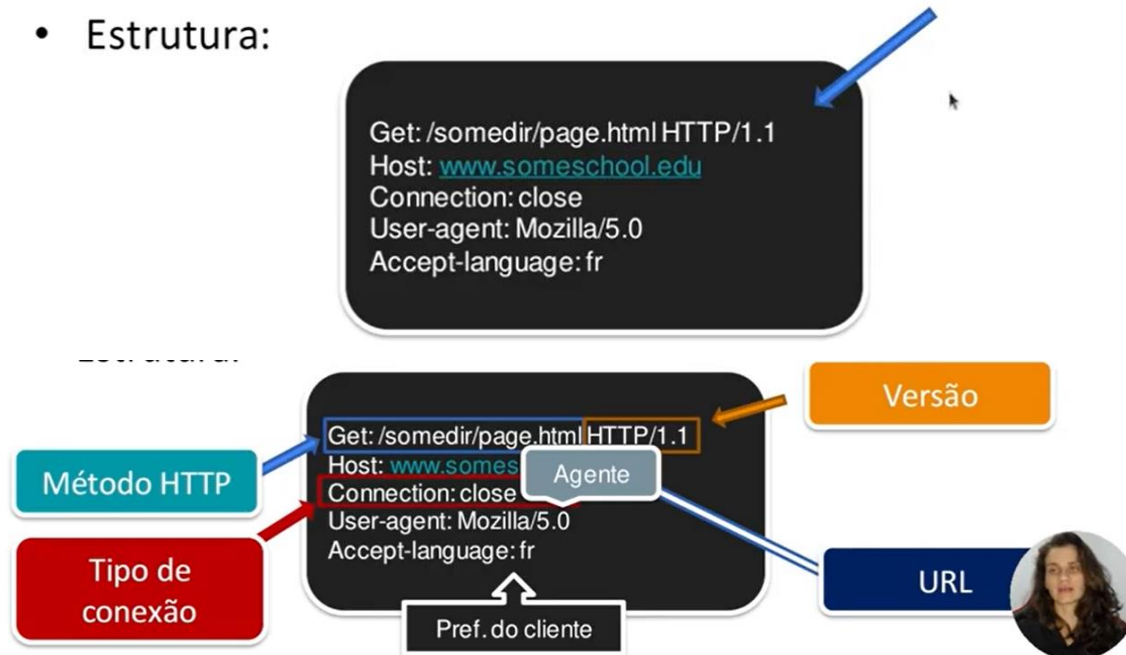 • Estrutura:
Get: /somedir/page.html HTTP/1.1
Host: www.someschool.edu
Connection: close
User-agent: Mozilla/5.0
Accept-language: fr
Versão
Get: /somedir/page.html HTTP/1.1
Host: www.somes
Agente
Método HTTP
Connection: close
User-agent: Mozilla/5.0
Accept-language: fr
Tipo de
conexão
URL
Pref. do cliente